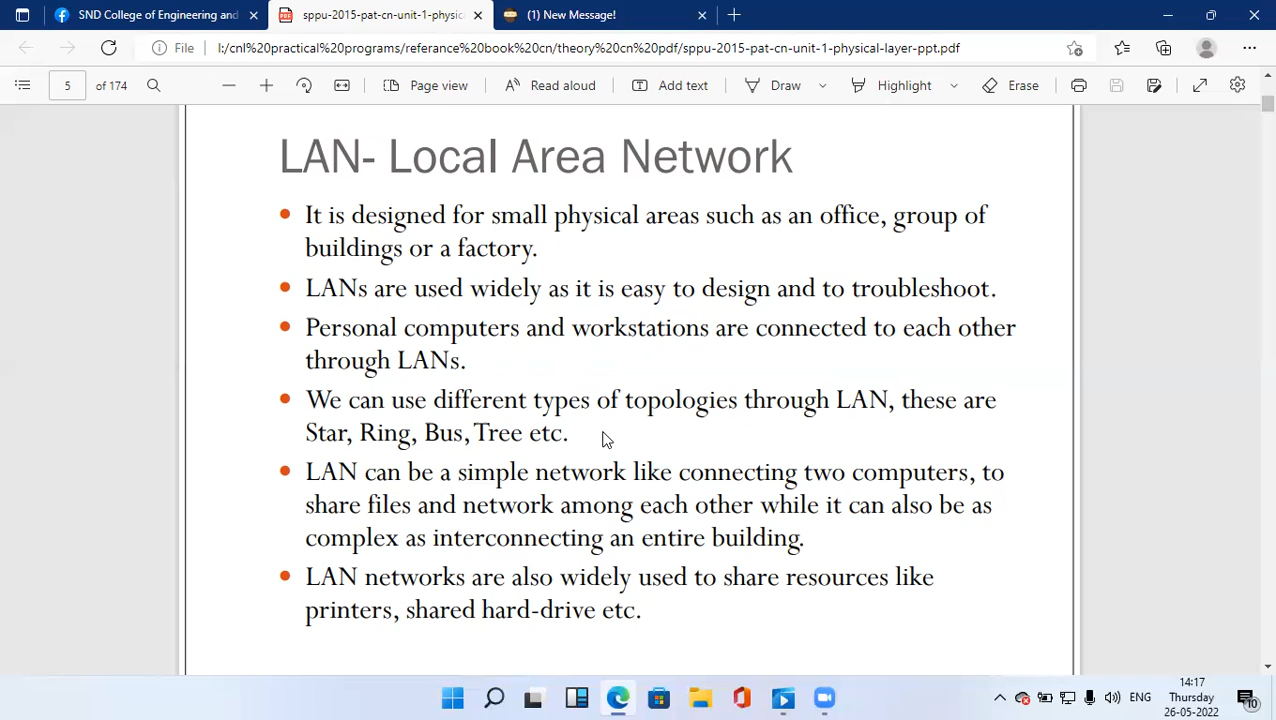 SND College of Engineering and
sppu-2015-pat-cn-unit-1-physic
(1) New Message!
File
I:/cnl%20practical%20programs/referance%20book%20cn/theory%20cn%20pdf/sppu-2015-pat-cn-unit-1-physical-layer-ppt.pdf
5 of 174
Page view
Read aloud
Add text
Draw
Highlight
Erase
LAN- Local Area Network
• It is designed for small physical areas such as an office, group of
buildings or a factory.
• LANs are used widely as it is easy to design and to troubleshoot.
• Personal computers and workstations are connected to each other
through LANs.
• We can use different types of topologies through LAN, these are
Star, Ring, Bus, Tree etc.
• LAN can be a simple network like connecting two computers, to
share files and network among each other while it can also be as
complex as interconnecting an entire building.
• LAN networks are also widely used to share resources like
printers, shared hard-drive etc.
ENG
14:17
Thursday
26-05-2022
10